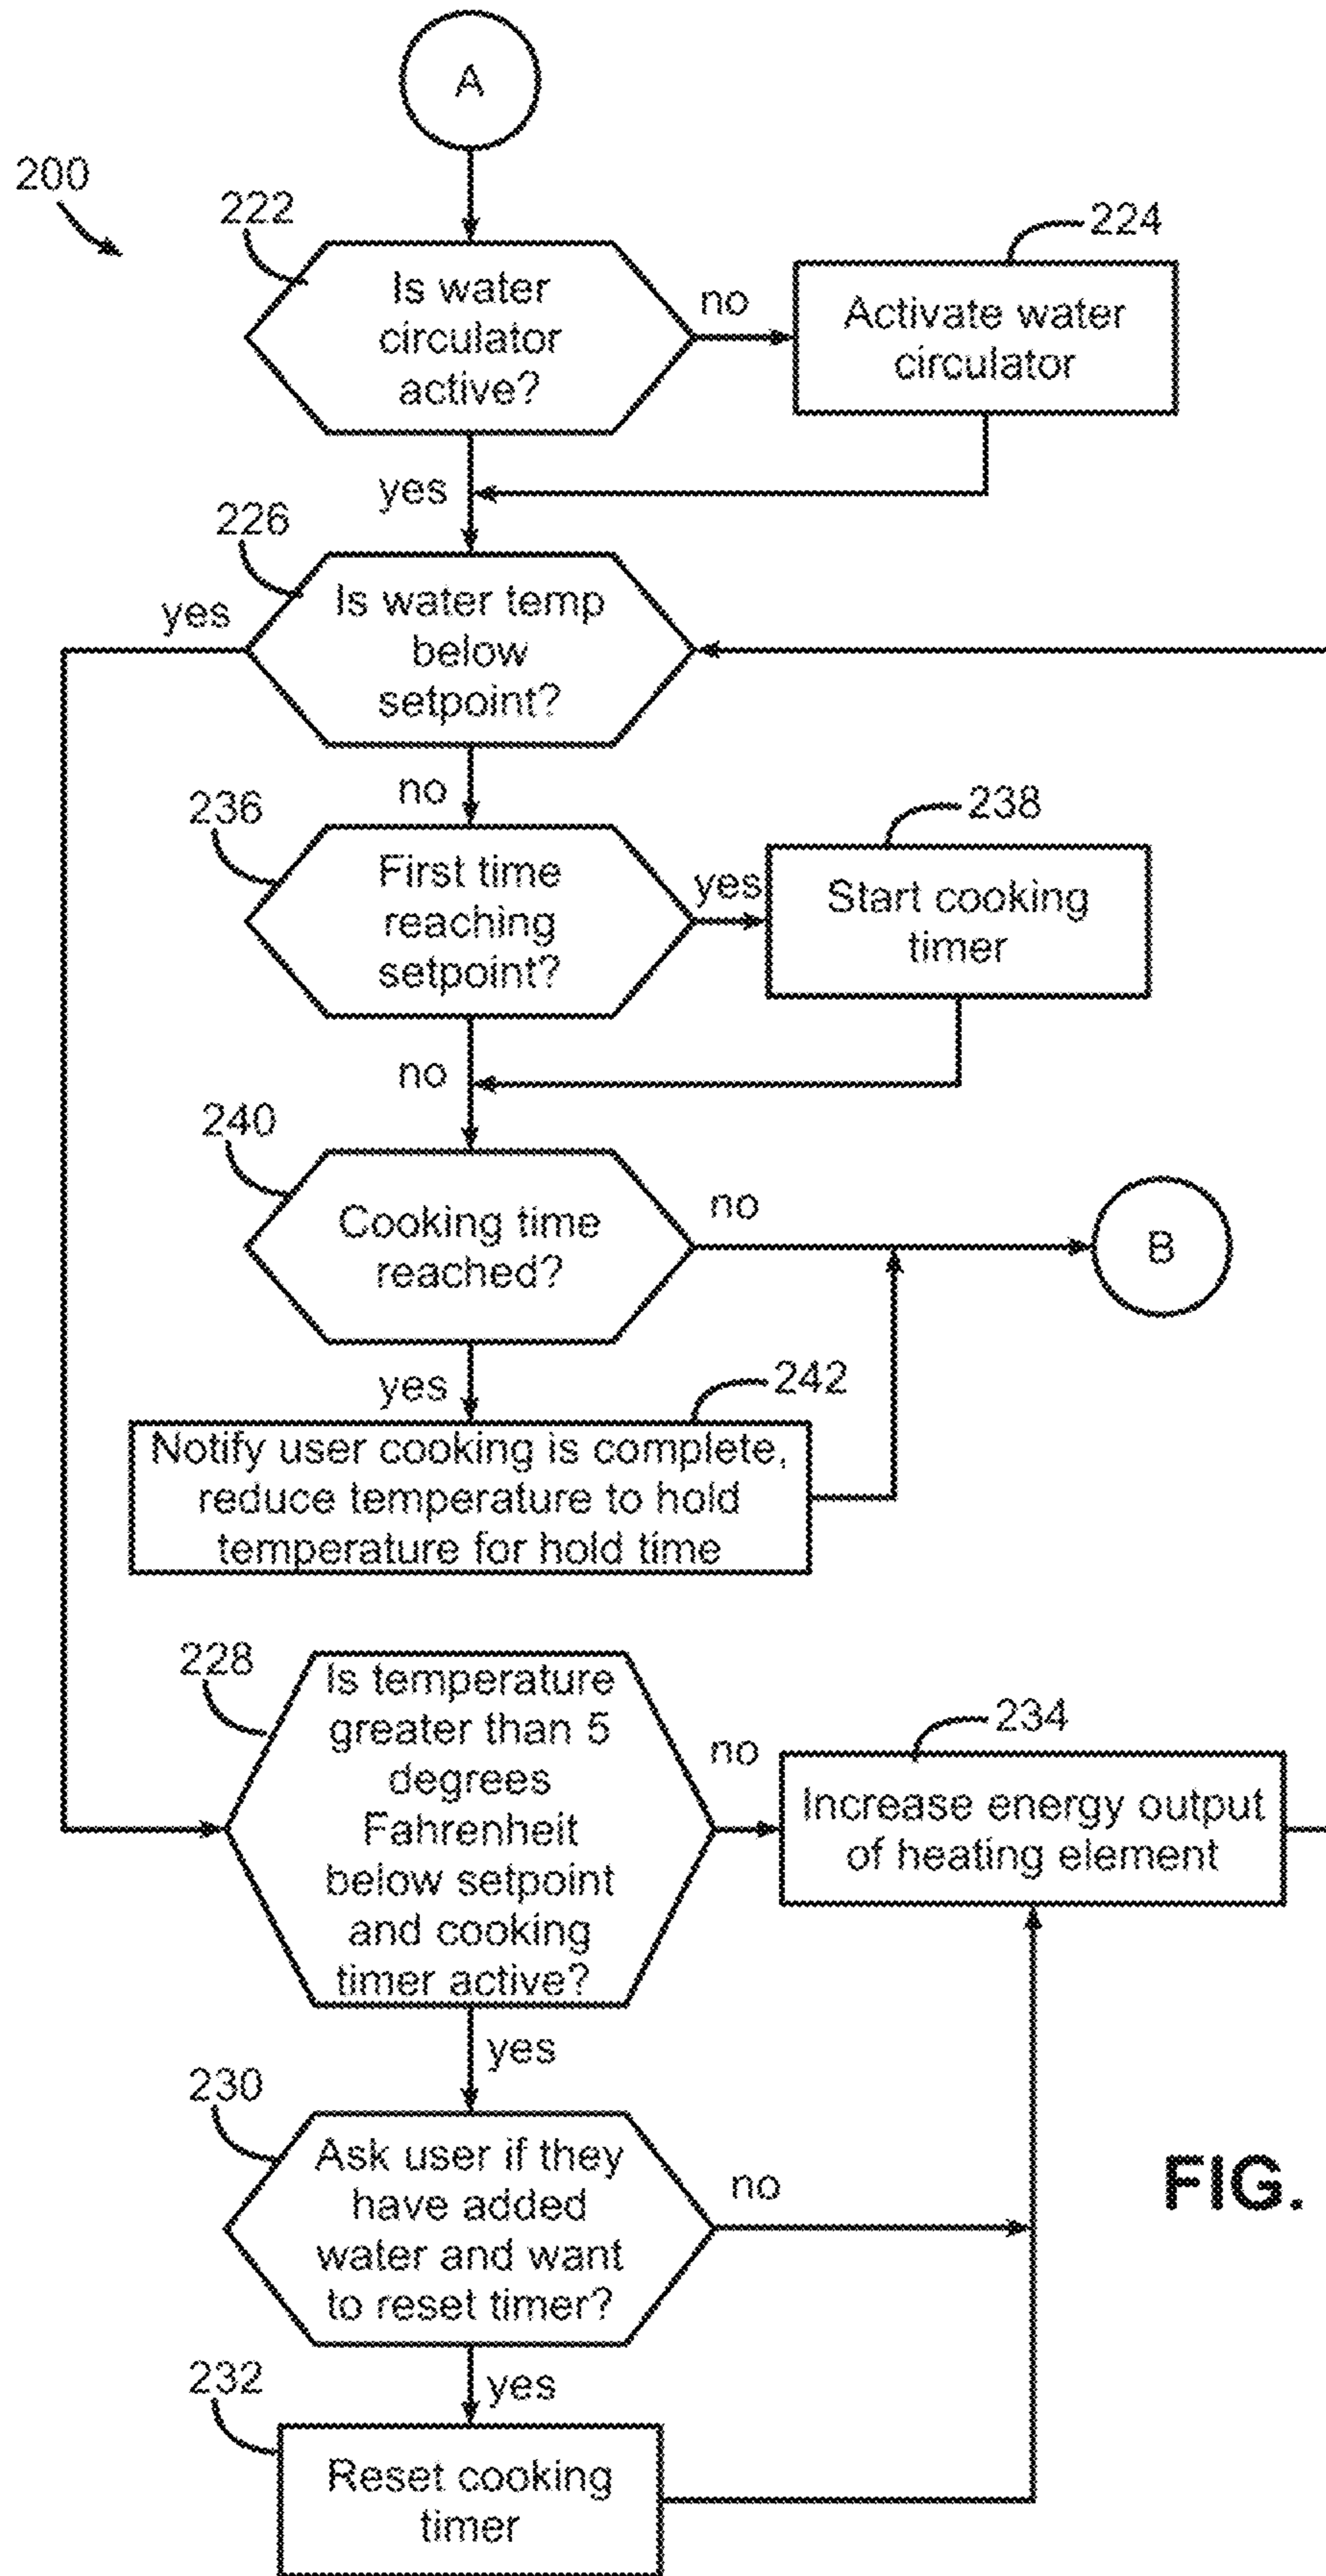 A
200
222
Is water
circulator
active?
no
224
Activate water
circulator
yes
226
yes
Is water temp
below
setpoint?
no
236
First time
reaching
setpoint?
yes
238
Start cooking
timer
no
240
Cooking time
reached?
no
B
yes
242
Notify user cooking is complete,
reduce temperature to hold
temperature for hold time
228
Is temperature
greater than 5
degrees
Fahrenheit
below setpoint
and cooking
timer active?
no
234
Increase energy output
of heating element
yes
230
Ask user if they
have added
water and want
to reset timer?
no
FIG.
yes
232
Reset cooking
timer